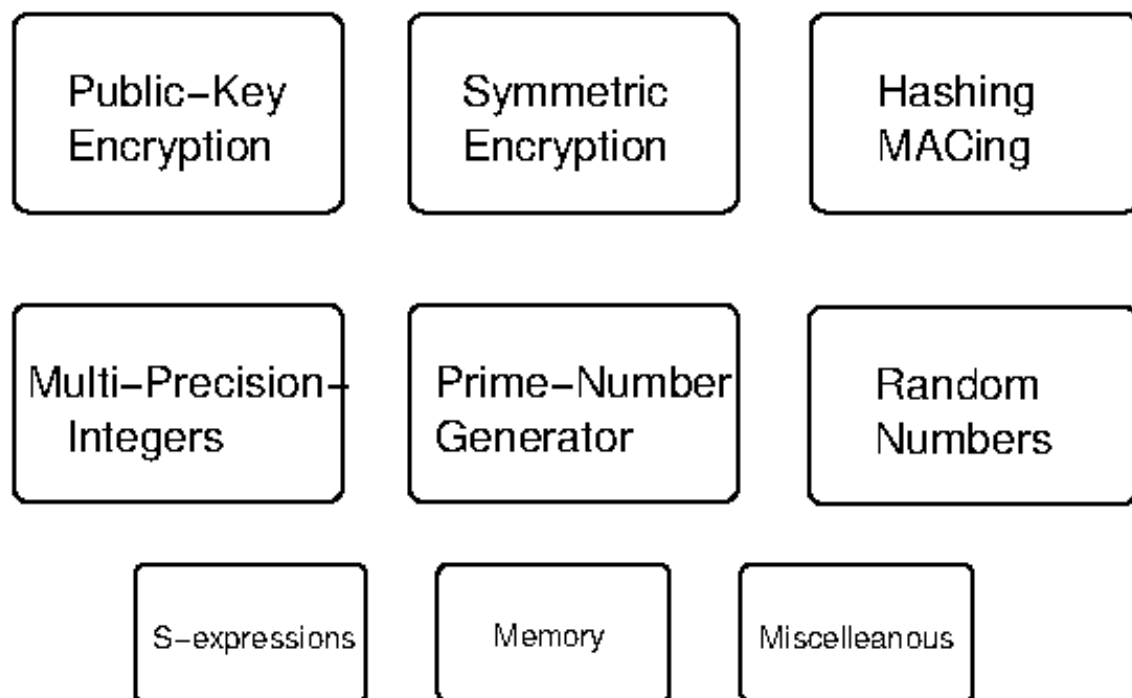 Public-Key
Encryption
Symmetric
Encryption
Hashing
MACing
Multi-Precision-
Integers
Prime-Number
Generator
Random
Numbers
S-expressions
Memory
Miscelleanous